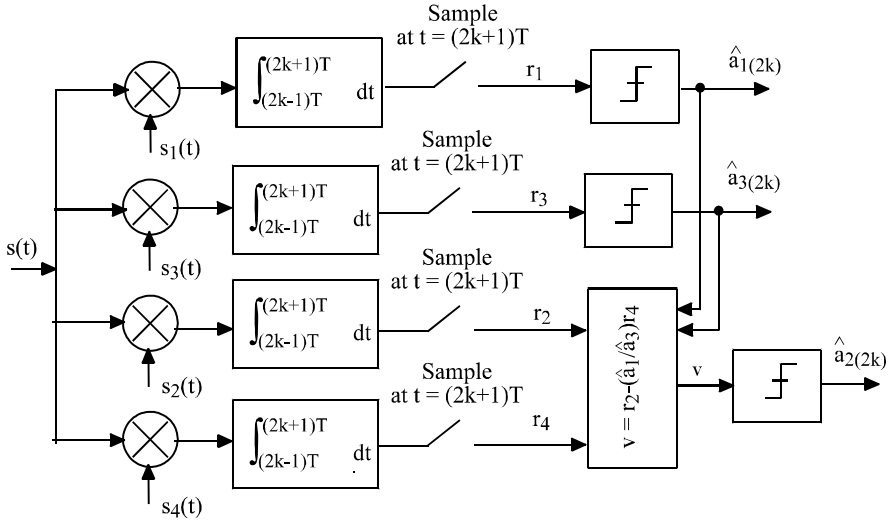 Sample
at t = (2k+1)T
∫(2k+1)T
(2k-1)T dt
r1
â1(2k)
s1(t)
Sample
at t = (2k+1)T
∫(2k+1)T
(2k-1)T dt
r3
â3(2k)
s(t)
s3(t)
Sample
at t = (2k+1)T
∫(2k+1)T
(2k-1)T dt
r2
s2(t)
v = r2-(â1/â3)r4
v
â2(2k)
Sample
at t = (2k+1)T
∫(2k+1)T
(2k-1)T dt
r4
s4(t)